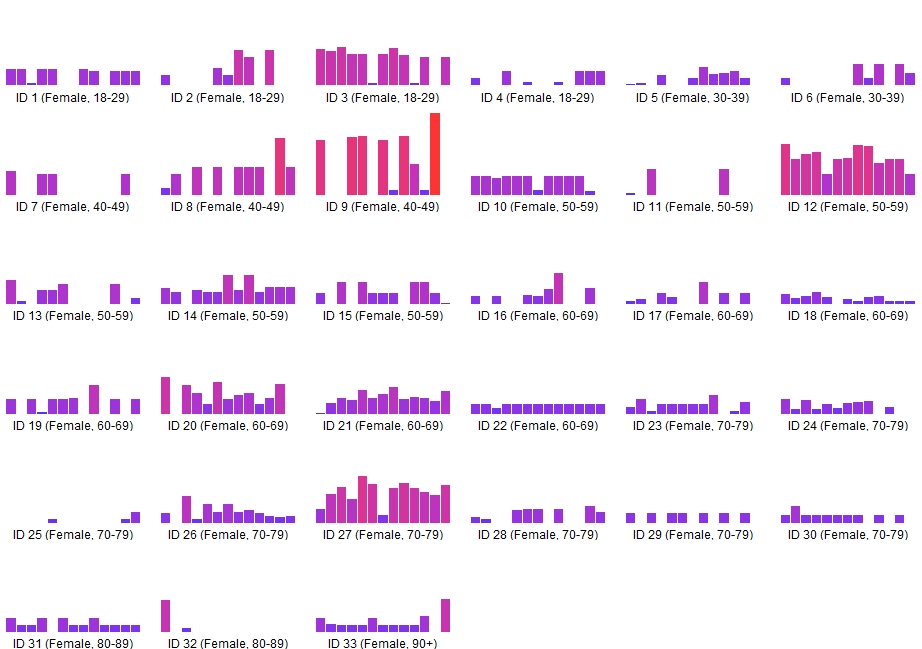 ID 1 (Female, 18-29) ID 2 (Female, 18-29) ID 3 (Female, 18-29) ID 4 (Female, 18-29) ID 5 (Female, 30-39) ID 6 (Female, 30-39)
ID 7 (Female, 40-49) ID 8 (Female, 40-49) ID 9 (Female, 40-49) ID 10 (Female, 50-59) ID 11 (Female, 50-59) ID 12 (Female, 50-59)
ID 13 (Female, 50-59) ID 14 (Female, 50-59) ID 15 (Female, 50-59) ID 16 (Female, 60-69) ID 17 (Female, 60-69) ID 18 (Female, 60-69)
ID 19 (Female, 60-69) ID 20 (Female, 60-69) ID 21 (Female, 60-69) ID 22 (Female, 60-69) ID 23 (Female, 70-79) ID 24 (Female, 70-79)
ID 25 (Female, 70-79) ID 26 (Female, 70-79) ID 27 (Female, 70-79) ID 28 (Female, 70-79) ID 29 (Female, 70-79) ID 30 (Female, 70-79)
ID 31 (Female, 80-89) ID 32 (Female, 80-89) ID 33 (Female, 90+)